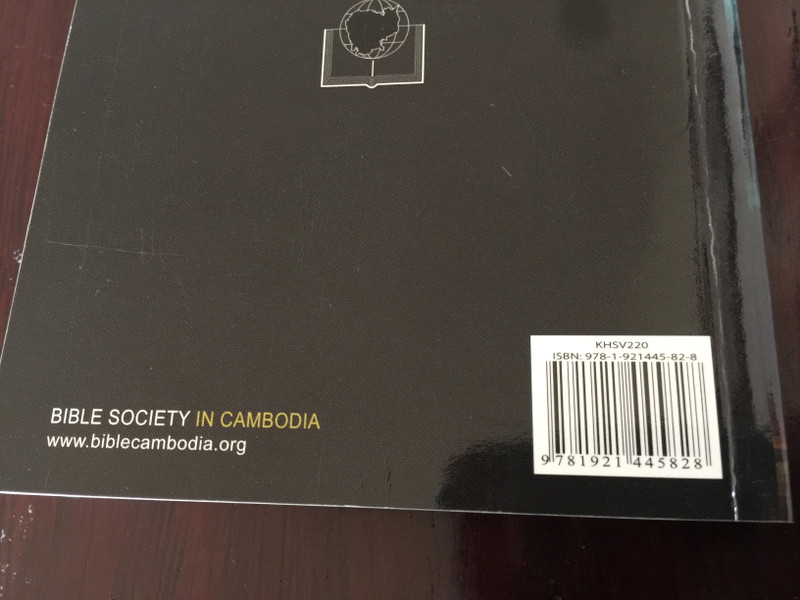 KHSV220
ISBN: 978-1-921445-82-8
9 781921 445828
BIBLE SOCIETY IN CAMBODIA
www.biblecambodia.org